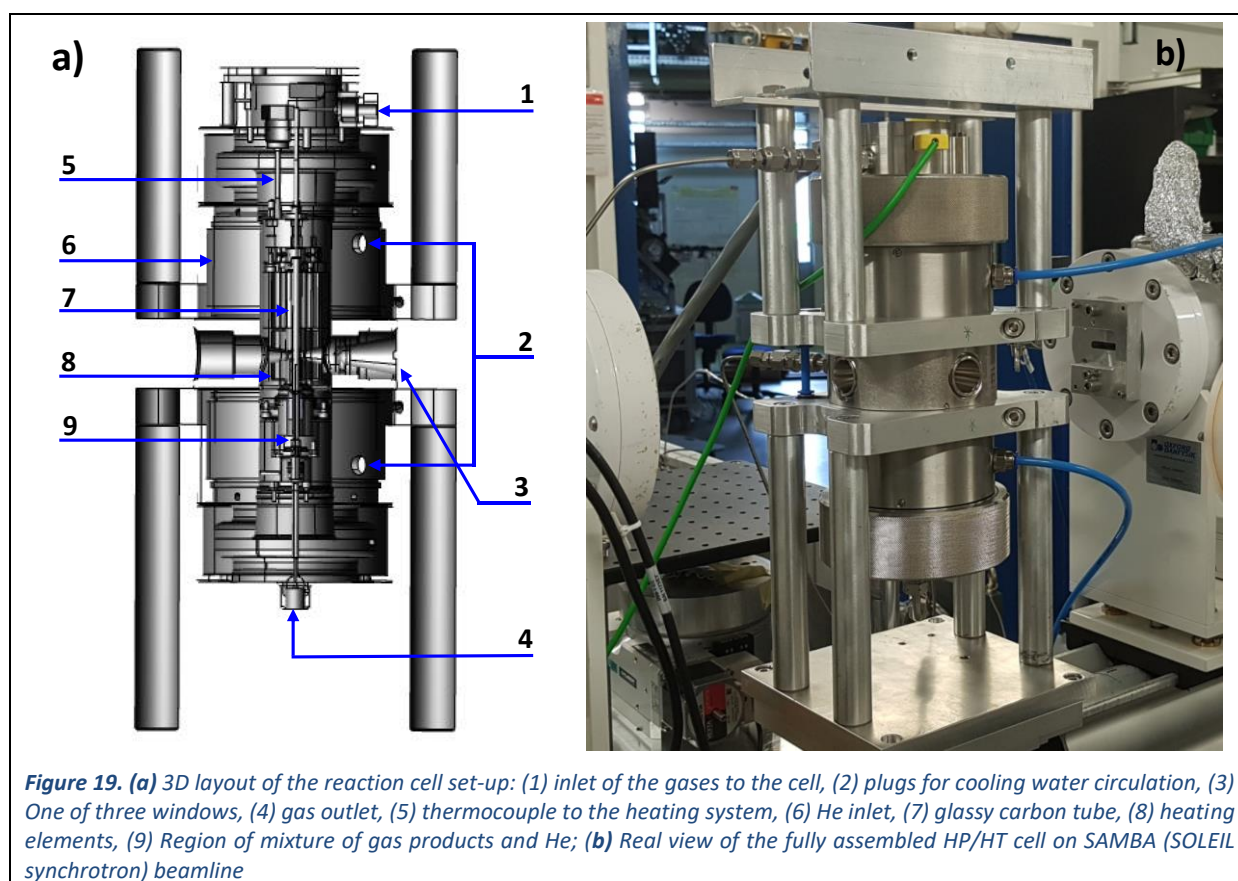 a)
b)
1
5
6
7
2
8
9
3
4
OXFORD
DANFYSIK
Figure 19. (a) 3D layout of the reaction cell set-up: (1) inlet of the gases to the cell, (2) plugs for cooling water circulation, (3)
One of three windows, (4) gas outlet, (5) thermocouple to the heating system, (6) He inlet, (7) glassy carbon tube, (8) heating
elements, (9) Region of mixture of gas products and He; (b) Real view of the fully assembled HP/HT cell on SAMBA (SOLEIL
synchrotron) beamline